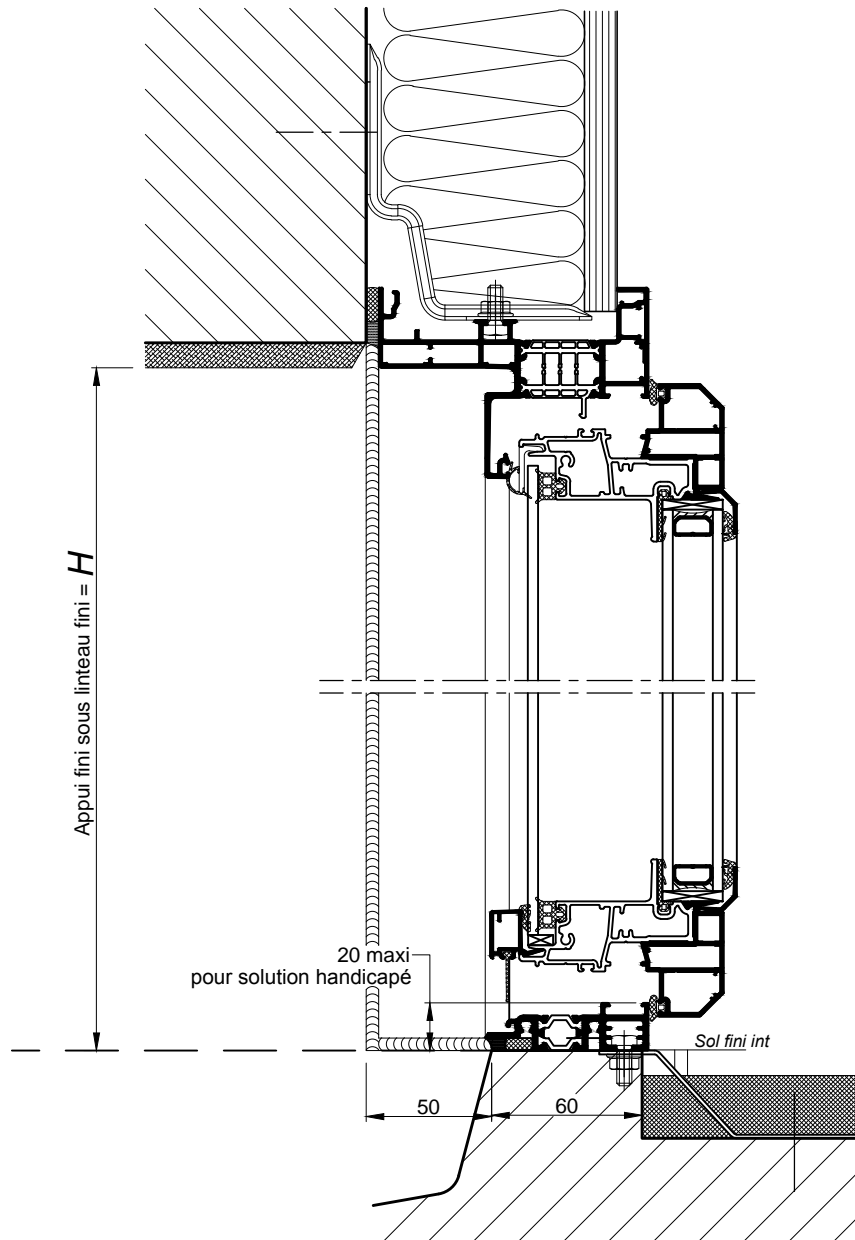 Appui fini sous linteau fini = H
20 maxi
pour solution handicapé
Sol fini int
50
60